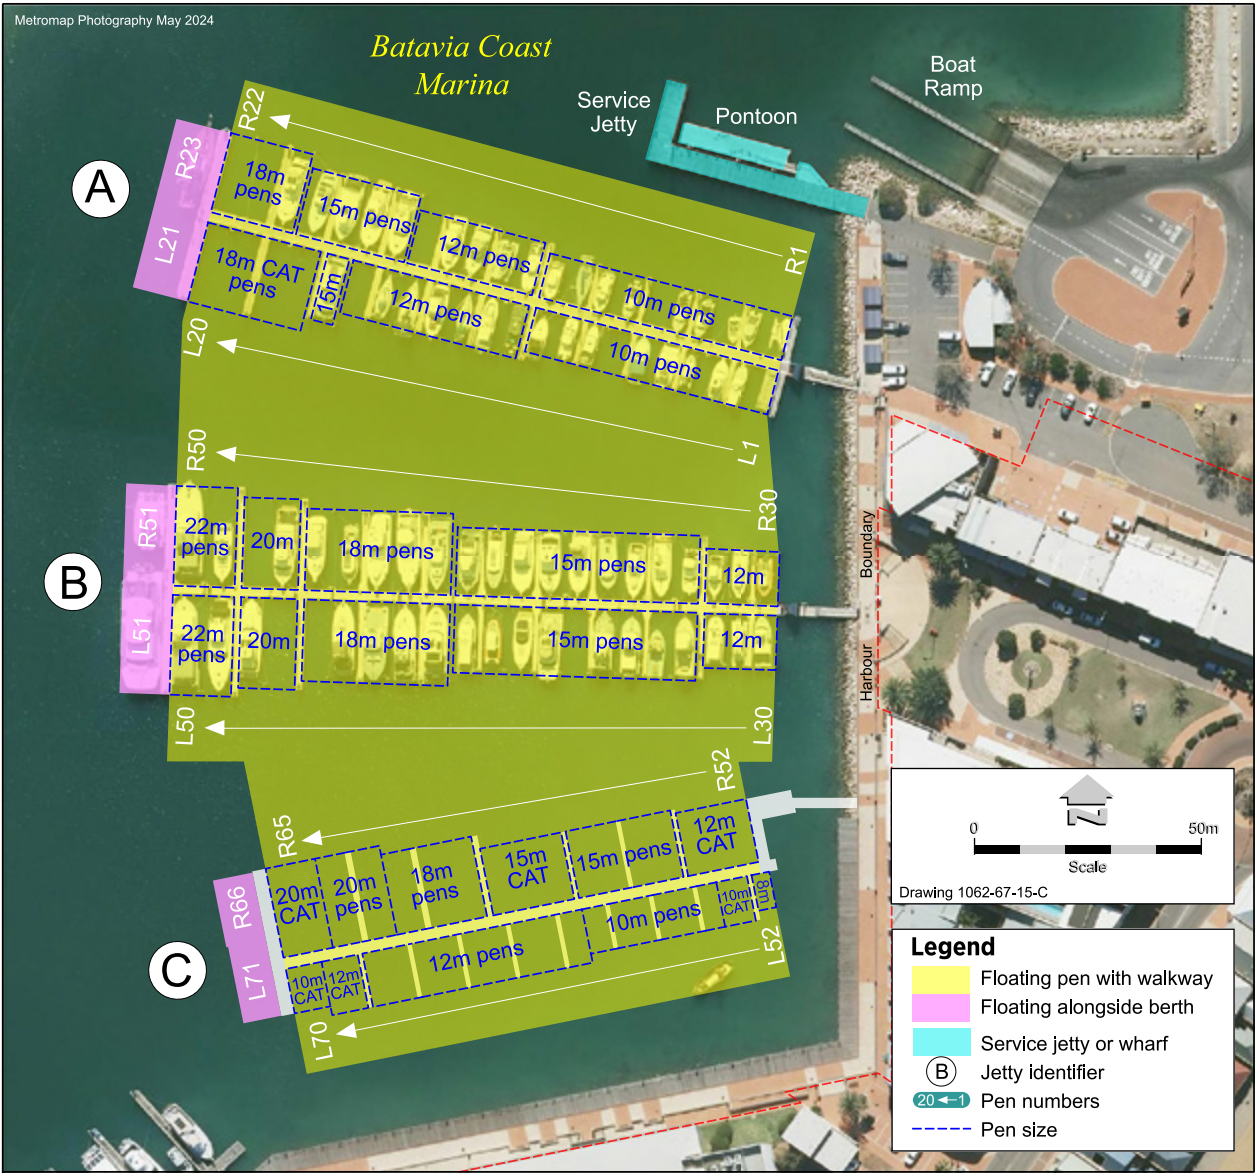 Metromap Photography May 2024
Batavia Coast
Marina
Service
Jetty
Pontoon
Boat
Ramp
A
R23
L21
R22
R1
18m
pens
15m pens
12m pens
10m pens
18m CAT
pens
15m
12m pens
10m pens
L20
L1
B
R51
L51
R50
R30
22m
pens
20m
18m pens
15m pens
12m
22m
pens
20m
18m pens
15m pens
12m
L50
L30
Harbour Boundary
C
R66
L71
R65
R52
20m
CAT
20m
pens
18m
pens
15m
CAT
15m pens
12m
CAT
10m
CAT
12m
CAT
12m pens
10m pens
10m
CAT
8m
L70
L52
N
0 50m
Scale
Drawing 1062-67-15-C
Legend
Floating pen with walkway
Floating alongside berth
Service jetty or wharf
B Jetty identifier
20 1 Pen numbers
Pen size